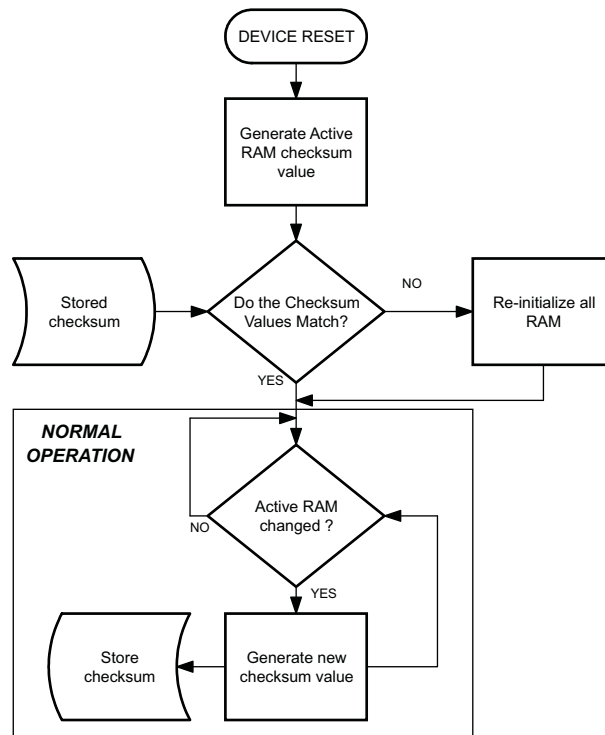 DEVICE RESET
Generate Active
RAM checksum
value
Stored
checksum
Do the Checksum
Values Match?
NO
Re-initialize all
RAM
YES
NORMAL
OPERATION
Active RAM
changed ?
NO
YES
Store
checksum
Generate new
checksum value